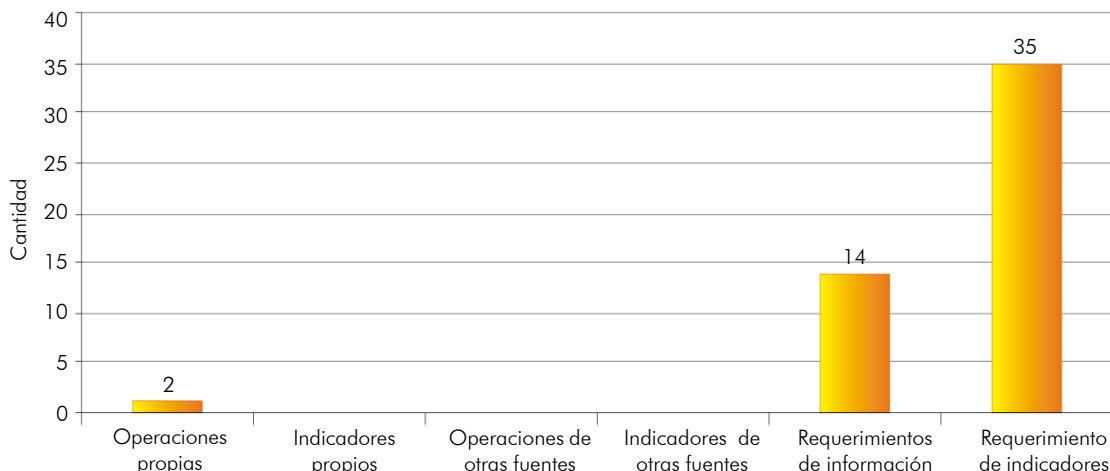 40
35
30
25
20
15
10
5
0
Cantidad
2
14
35
Operaciones
propias
Indicadores
propios
Operaciones de
otras fuentes
Indicadores de
otras fuentes
Requerimientos
de información
Requerimiento
de indicadores